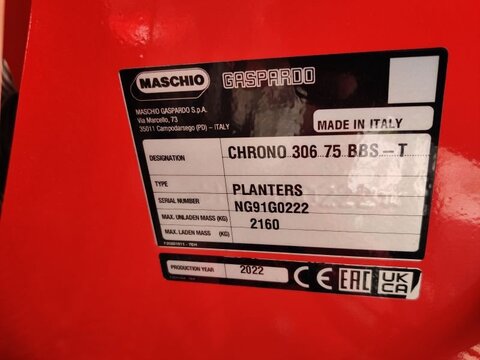 MASCHIO GASPARDO
MASCHIO GASPARDO S.p.A.
Via Marcello, 73
35011 Campodarsego (PD) – ITALY
MADE IN ITALY
DESIGNATION CHRONO 306 75 BBS-T
TYPE PLANTERS
SERIAL NUMBER NG91G0222
MAX. UNLADEN MASS (KG) 2160
MAX. LADEN MASS (KG)
PRODUCTION YEAR 2022 CE EAC UK CA